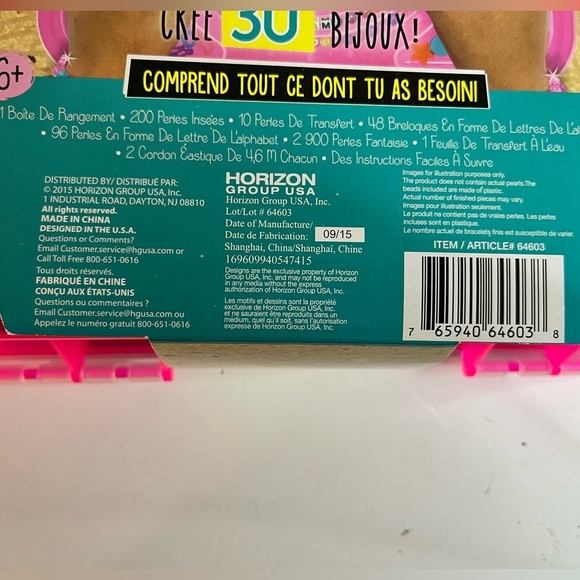 CRÉE 30 BIJOUX!
6+
COMPREND TOUT CE DONT TU AS BESOIN!
1 Boîte De Rangement • 200 Perles Irisées • 10 Perles De Transfert • 48 Breloques En Forme De Lettres De
• 96 Perles En Forme De Lettre De L'alphabet • 2 900 Perles Fantaisie • 1 Feuille De Transfert À L'eau
• 2 Cordon Éastique De 4,6 M Chacun • Des Instructions Faciles À Suivre
DISTRIBUTED BY/ DISTRIBUÉ PAR:
© 2015 HORIZON GROUP USA, INC.
1 INDUSTRIAL ROAD, DAYTON, NJ 08810
All rights reserved.
MADE IN CHINA
DESIGNED IN THE U.S.A.
Questions or Comments?
Email Customer.service@hgusa.com or
Call Toll Free 800-651-0616
Tous droits réservés.
FABRIQUÉ EN CHINE
CONÇU AUX ÉTATS-UNIS
Questions ou commentaires ?
Email Customer.service@hgusa.com ou
Appelez le numéro gratuit 800-651-0616
HORIZON
GROUP USA
Horizon Group USA, Inc.
Lot/Lot # 64603
Date of Manufacture/
Date de Fabrication: 09/15
Shanghai, China/Shanghaï, Chine
169609940547415
Designs are the exclusive property of Horizon
Group USA, Inc, and may not be reproduced
in any media without the express
authorization of Horizon Group USA, Inc.
Les motifs et dessins sont la propriété
exclusive de Horizon Group USA, Inc.
et ne sauraient être reproduits dans un
médium, quel qu'il soit, sans l'autorisation
expresse de Horizon Group USA, Inc.
Images for illustration purposes only.
The product does not contain actual pearls. The
beads included are made of plastic.
Actual number of finished pieces may vary.
Images pour illustration seulement.
Le produit ne contient pas de vraies perles. Les perles
incluses sont en plastique.
Le nombre actuel de bracelets finis est susceptible de varier.
ITEM / ARTICLE# 64603
7 65940 64603 8